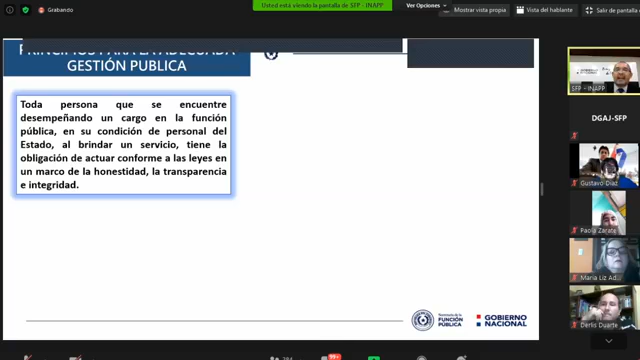 Grabando
Usted está viendo la pantalla de SFP - INAPP
Ver Opciones
Mostrar vista propia
Vista del hablante
Salir de pantalla
PRINCIPIOS PARA LA ADECUADA
GESTIÓN PUBLICA
Toda persona que se encuentre
desempeñando un cargo en la función
pública, en su condición de personal del
Estado, al brindar un servicio, tiene la
obligación de actuar conforme a las leyes en
un marco de la honestidad, la transparencia
e integridad.
SFP - INAPP
DGAJ-SFP
Gustavo Diaz
Paola Zarate
Maria Liz Ad...
Derlis Duarte
FUNCIÓN
PÚBLICA
GOBIERNO
NACIONAL
99+